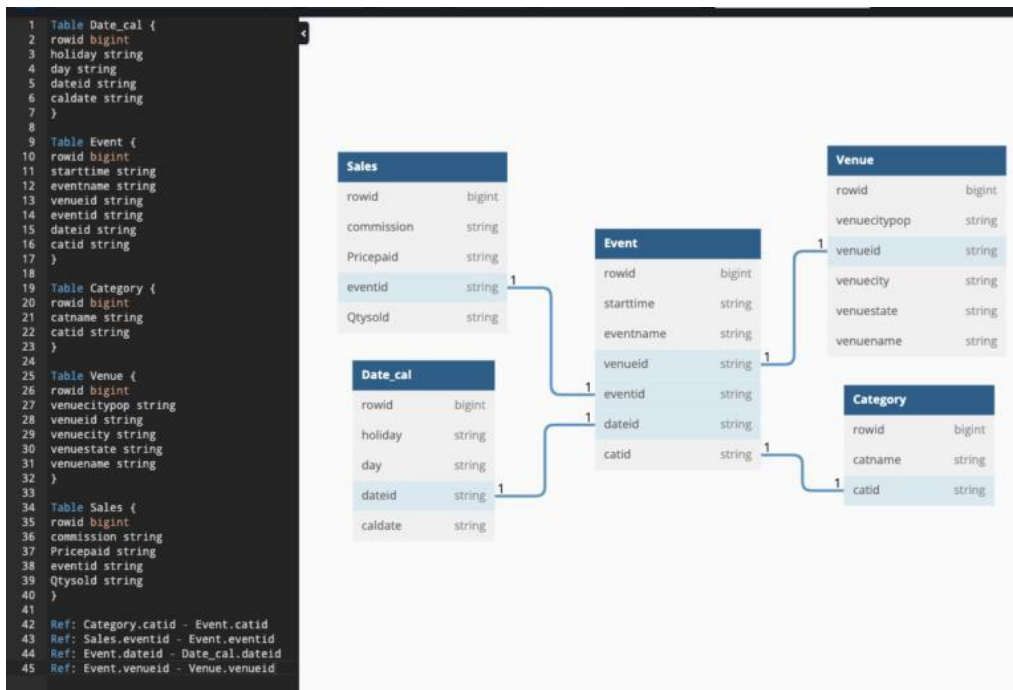 1 Table Date_cal {
2 rowid bigint
3 holiday string
4 day string
5 dateid string
6 caldate string
7 }
8
9 Table Event {
10 rowid bigint
11 starttime string
12 eventname string
13 venueid string
14 eventid string
15 dateid string
16 catid string
17 }
18
19 Table Category {
20 rowid bigint
21 catname string
22 catid string
23 }
24
25 Table Venue {
26 rowid bigint
27 venuecitypop string
28 venueid string
29 venuecity string
30 venuestate string
31 venuename string
32 }
33
34 Table Sales {
35 rowid bigint
36 commission string
37 Pricepaid string
38 eventid string
39 Qtysold string
40 }
41
42 Ref: Category.catid - Event.catid
43 Ref: Sales.eventid - Event.eventid
44 Ref: Event.dateid - Date_cal.dateid
45 Ref: Event.venueid - Venue.venueid
<
Sales
rowid bigint
commission string
Pricepaid string
eventid string 1
Qtysold string
Date_cal
rowid bigint
holiday string
day string
dateid string 1
caldate string
Event
rowid bigint
starttime string
eventname string
venueid string 1
1 eventid string
1 dateid string
catid string 1
Venue
rowid bigint
venuecitypop string
1 venueid string
venuecity string
venuestate string
venuename string
Category
rowid bigint
catname string
1 catid string